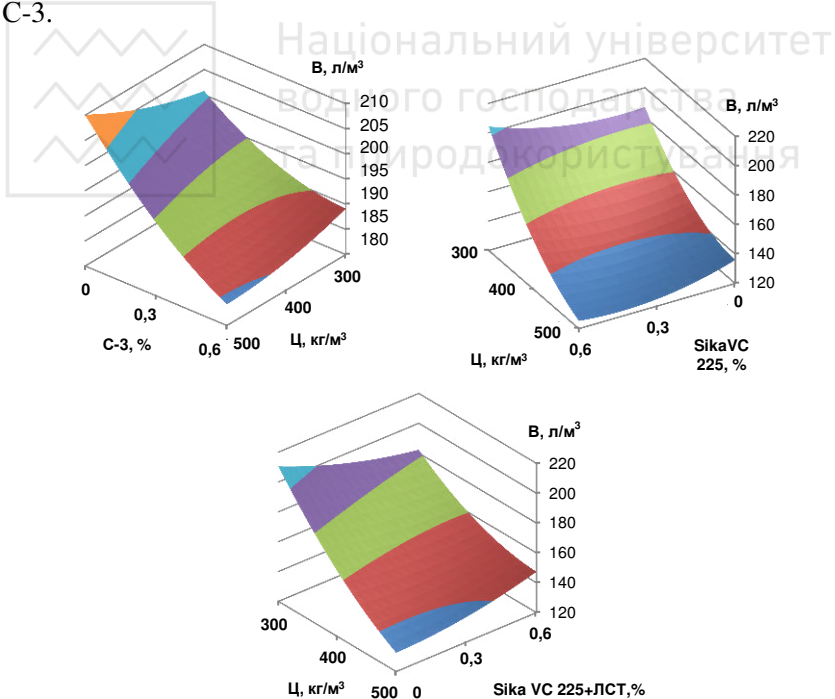 С-3.
Національний університет
водного господарства
та природокористування
В, л/м³
210
205
200
195
190
185
180
0
0,3
0,6
500
400
300
С-3, %
Ц, кг/м³
В, л/м³
220
200
180
160
140
120
300
400
500
0,6
0,3
0
Ц, кг/м³
SikaVC
225, %
В, л/м³
220
200
180
160
140
120
300
400
500
0
0,3
0,6
Ц, кг/м³
Sika VC 225+ЛСТ,%